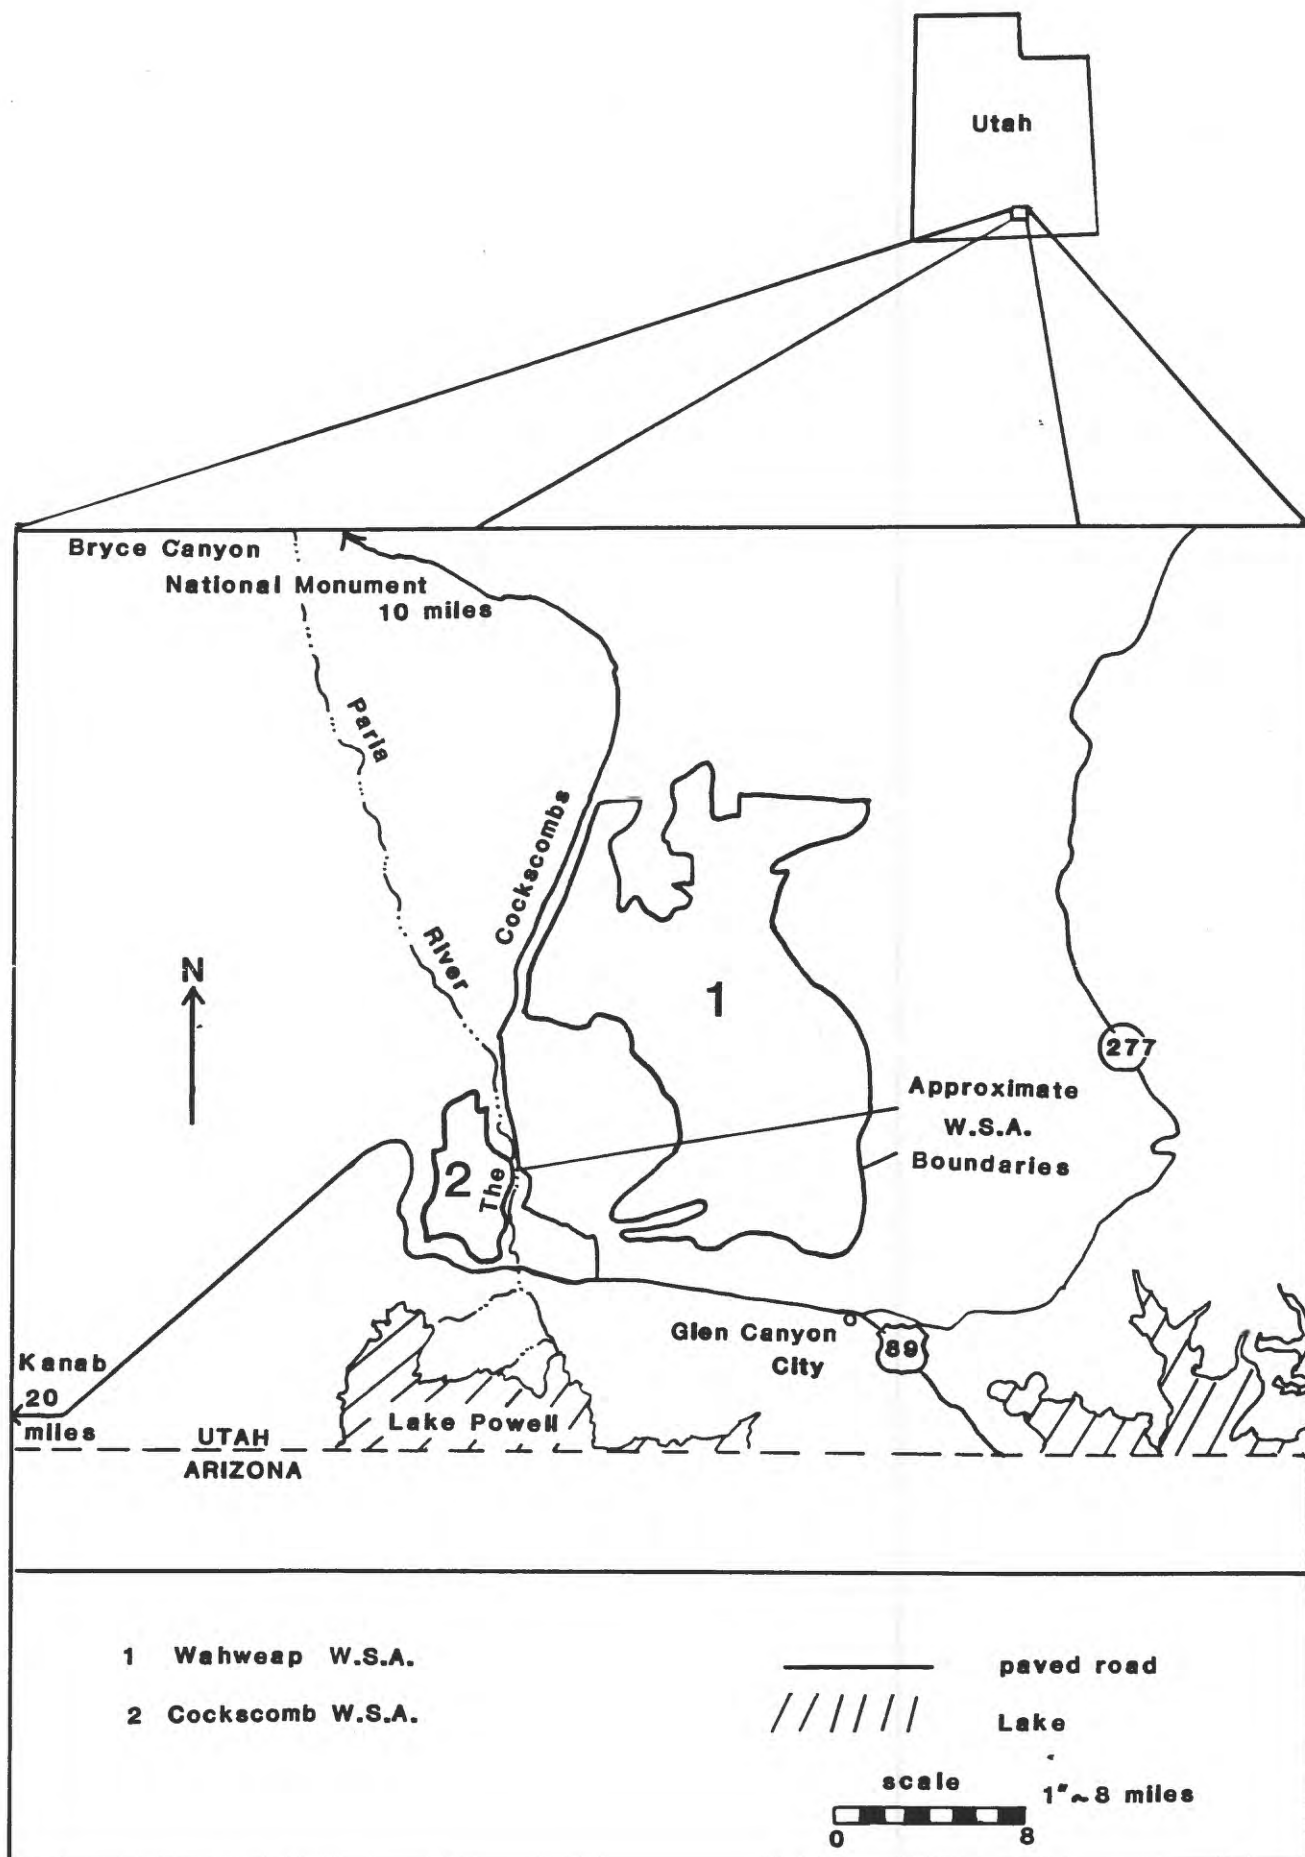 Utah
Bryce Canyon
National Monument
10 miles
Paria
River
Cockscombs
N
1
277
Approximate
W.S.A.
Boundaries
2
The
Glen Canyon
City
89
Kanab
20
miles
Lake Powell
UTAH
ARIZONA
1 Wahweap W.S.A.
2 Cockscomb W.S.A.
paved road
Lake
scale
1"~8 miles
0 8